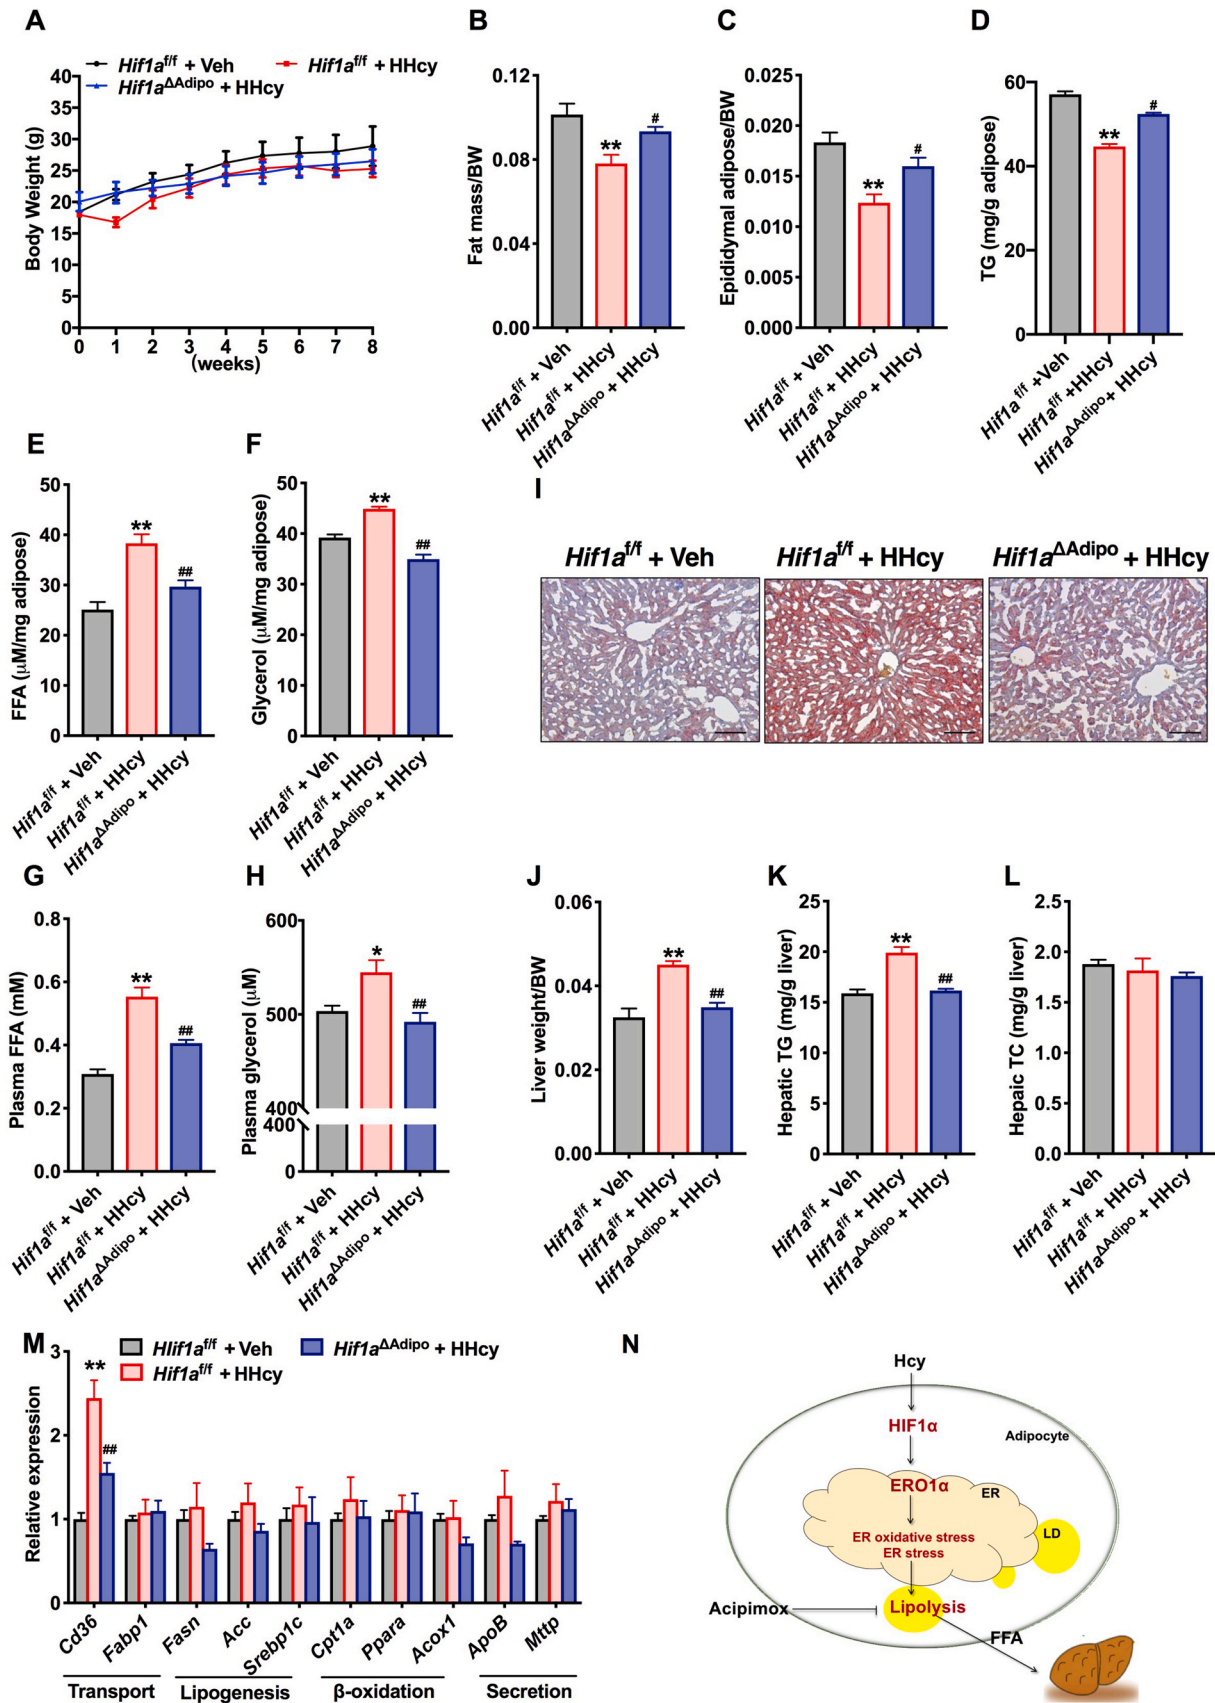 A
Hif1a^f/f + Veh
Hif1a^f/f + HHcy
Hif1a^ΔAdipo + HHcy
Body Weight (g)
40
35
30
25
20
15
10
5
0
0 1 2 3 4 5 6 7 8
(weeks)
B
Fat mass/BW
0.12
0.08
0.04
0.00
**
#
Hif1a^f/f + Veh
Hif1a^f/f + HHcy
Hif1a^ΔAdipo + HHcy
C
Epididymal adipose/BW
0.025
0.020
0.015
0.010
0.005
0.000
**
#
Hif1a^f/f + Veh
Hif1a^f/f + HHcy
Hif1a^ΔAdipo + HHcy
D
TG (mg/g adipose)
60
40
20
0
**
#
Hif1a^f/f +Veh
Hif1a^f/f +HHcy
Hif1a^ΔAdipo+ HHcy
E
FFA (μM/mg adipose)
50
40
30
20
10
0
**
##
Hif1a^f/f + Veh
Hif1a^f/f + HHcy
Hif1a^ΔAdipo + HHcy
F
Glycerol (μM/mg adipose)
50
40
30
20
10
0
**
##
Hif1a^f/f + Veh
Hif1a^f/f + HHcy
Hif1a^ΔAdipo + HHcy
I
Hif1a^f/f + Veh
Hif1a^f/f + HHcy
Hif1a^ΔAdipo + HHcy
G
Plasma FFA (mM)
0.8
0.6
0.4
0.2
0.0
**
##
Hif1a^f/f + Veh
Hif1a^f/f + HHcy
Hif1a^ΔAdipo + HHcy
H
Plasma glycerol (μM)
600
500
400
400
0
*
##
Hif1a^f/f + Veh
Hif1a^f/f + HHcy
Hif1a^ΔAdipo + HHcy
J
Liver weight/BW
0.06
0.04
0.02
0.00
**
##
Hif1a^f/f + Veh
Hif1a^f/f + HHcy
Hif1a^ΔAdipo + HHcy
K
Hepatic TG (mg/g liver)
25
20
15
10
5
0
**
##
Hif1a^f/f + Veh
Hif1a^f/f + HHcy
Hif1a^ΔAdipo + HHcy
L
Hepaic TC (mg/g liver)
2.5
2.0
1.5
1.0
0.5
0.0
Hif1a^f/f + Veh
Hif1a^f/f + HHcy
Hif1a^ΔAdipo + HHcy
M
HIif1a^f/f + Veh
Hif1a^ΔAdipo + HHcy
Hif1a^f/f + HHcy
Relative expression
3
2
1
0
**
##
Cd36 Fabp1 Fasn Acc Srebp1c Cpt1a Ppara Acox1 ApoB Mttp
Transport Lipogenesis β-oxidation Secretion
N
Hcy
HIF1α
Adipocyte
ERO1α
ER
ER oxidative stress
ER stress
LD
Acipimox
Lipolysis
FFA